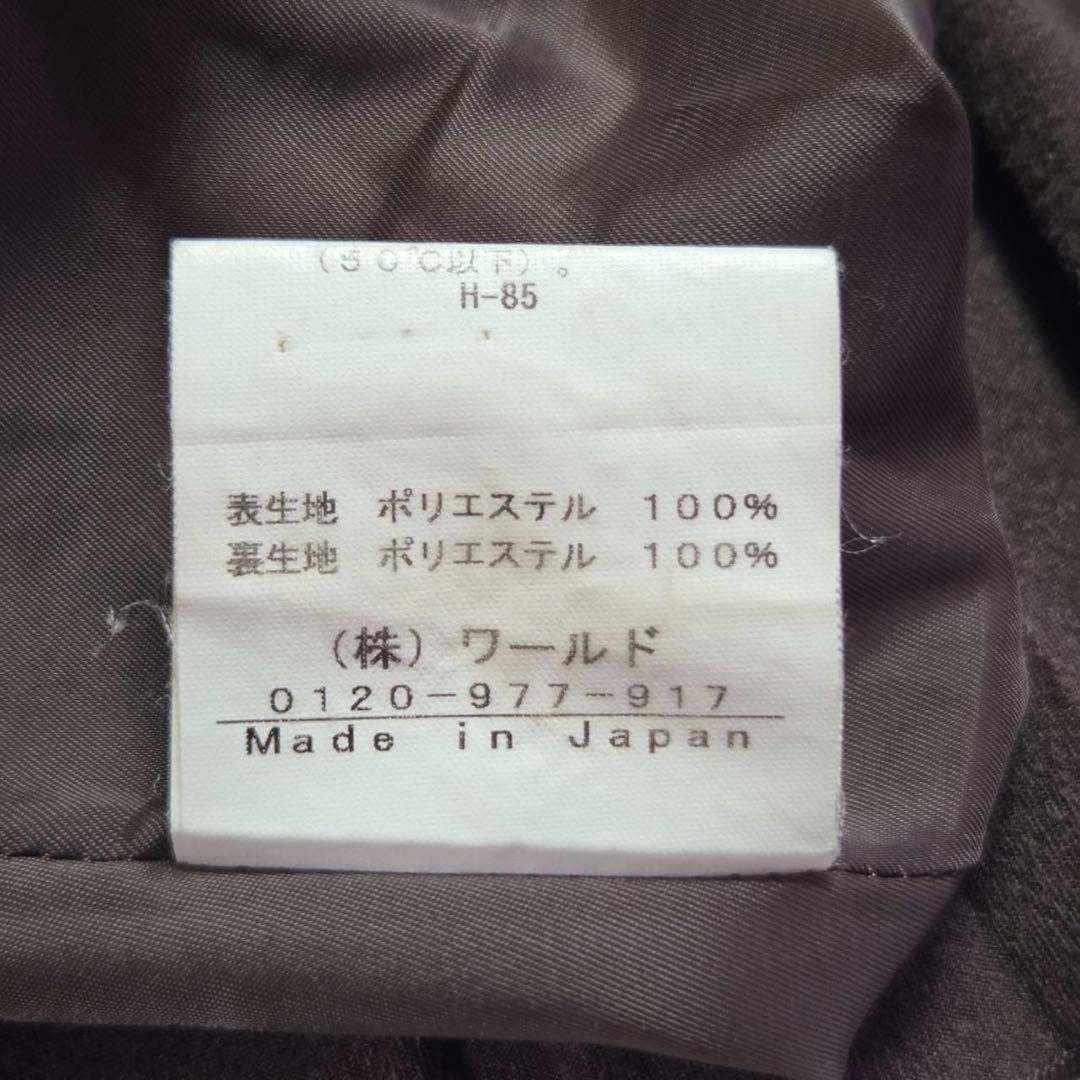 (50℃以下)。
H-85
表生地 ポリエステル 100%
裏生地 ポリエステル 100%
(株)ワールド
0120-977-917
Made in Japan